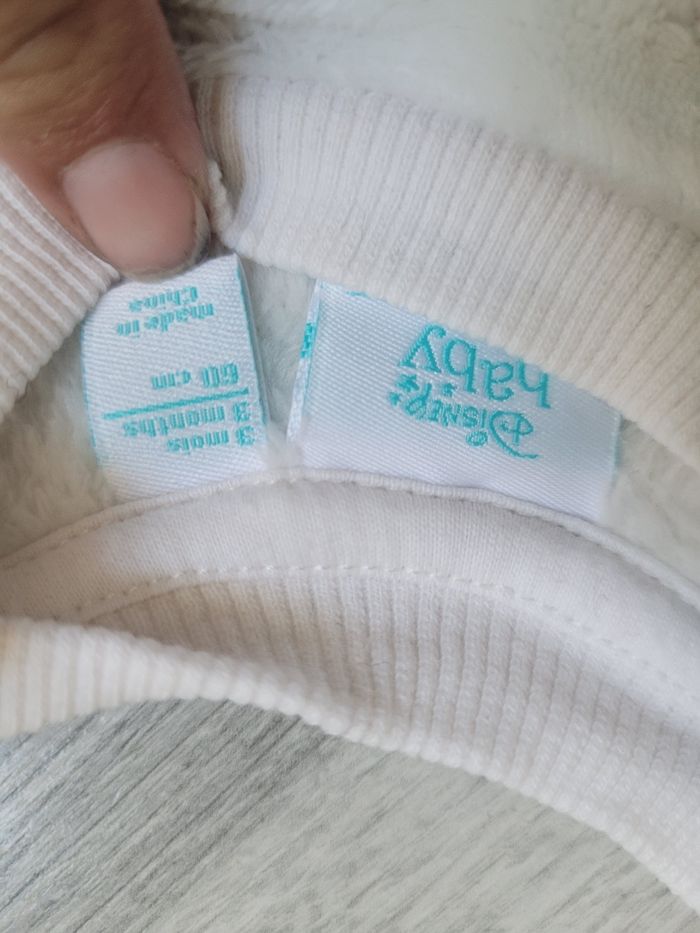 3 mois
3 months
60 cm
made in
China
Disney
baby